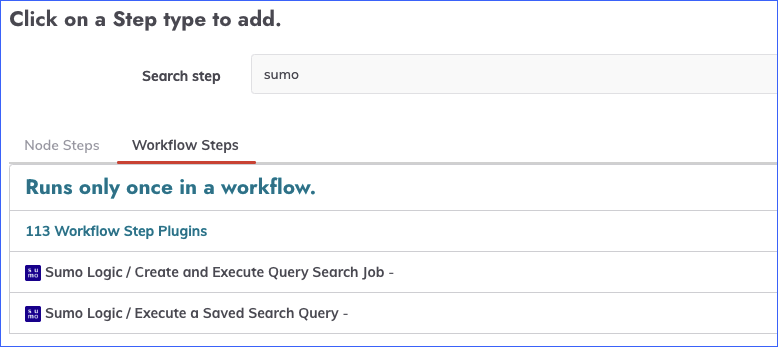 Click on a Step type to add.
Search step
sumo
Node Steps
Workflow Steps
Runs only once in a workflow.
113 Workflow Step Plugins
su
mo
Sumo Logic / Create and Execute Query Search Job -
su
mo
Sumo Logic / Execute a Saved Search Query -